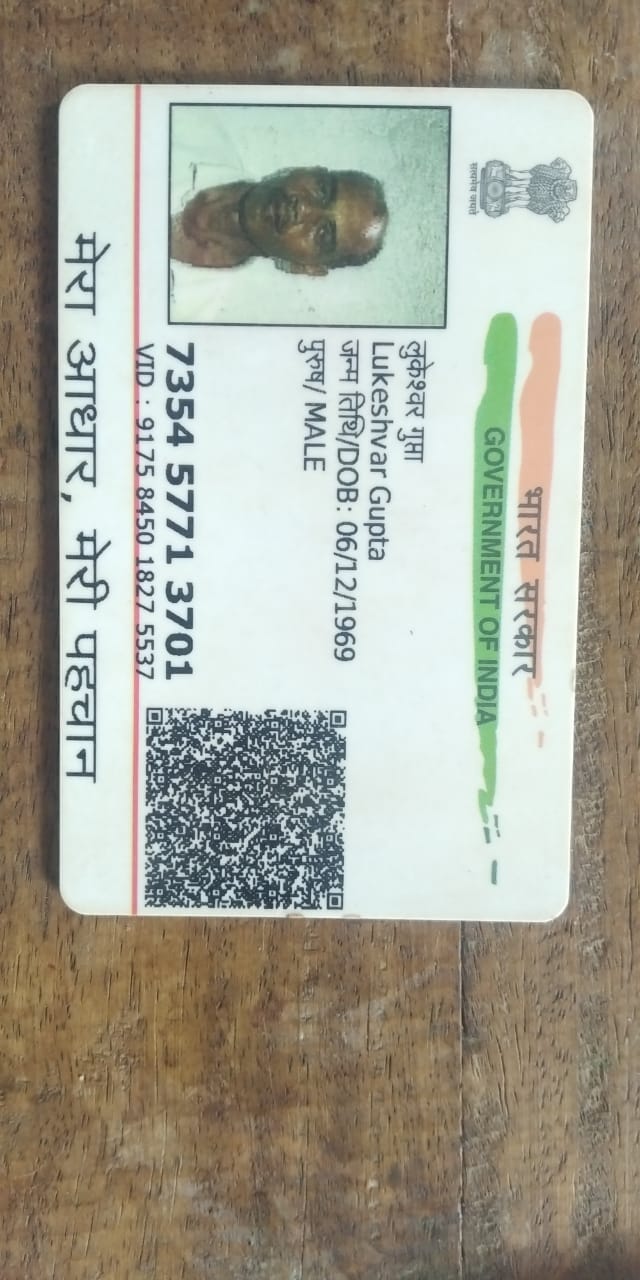 भारत सरकार
GOVERNMENT OF INDIA
लुकेश्वर गुप्ता
Lukeshvar Gupta
जन्म तिथि/DOB: 06/12/1969
पुरुष/ MALE
7354 5771 3701
VID : 9175 8450 1827 5537
मेरा आधार, मेरी पहचान